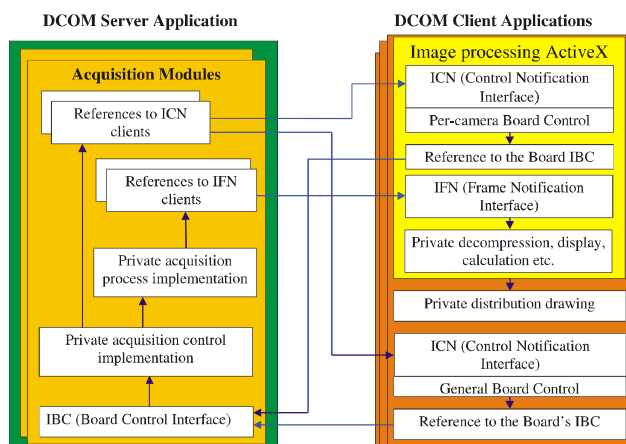 DCOM Server Application
Acquisition Modules
References to ICN
clients
References to IFN
clients
Private acquisition
process implementation
Private acquisition control
implementation
IBC (Board Control Interface)
DCOM Client Applications
Image processing ActiveX
ICN (Control Notification
Interface)
Per-camera Board Control
Reference to the Board IBC
IFN (Frame Notification
Interface)
Private decompression, display,
calculation etc.
Private distribution drawing
ICN (Control Notification
Interface)
General Board Control
Reference to the Board's IBC